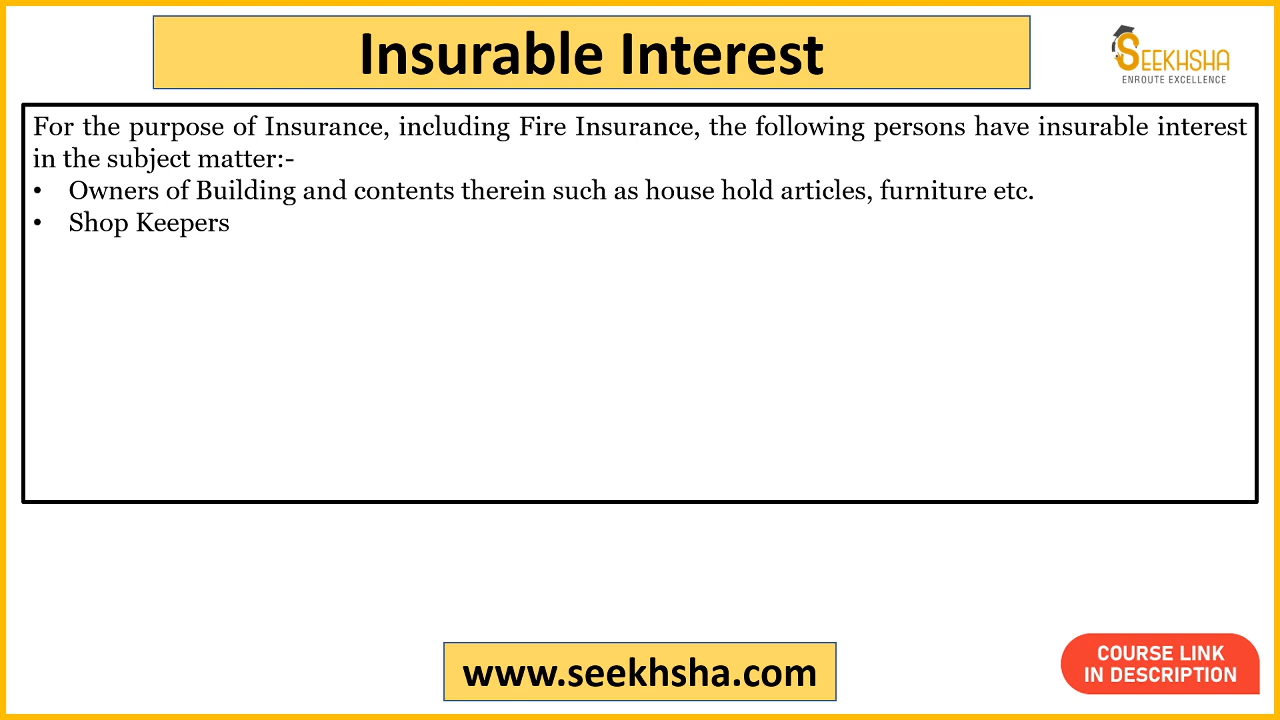 Insurable Interest
SEEKHSHA
ENROUTE EXCELLENCE
For the purpose of Insurance, including Fire Insurance, the following persons have insurable interest
in the subject matter:-
• Owners of Building and contents therein such as house hold articles, furniture etc.
• Shop Keepers
www.seekhsha.com
COURSE LINK
IN DESCRIPTION